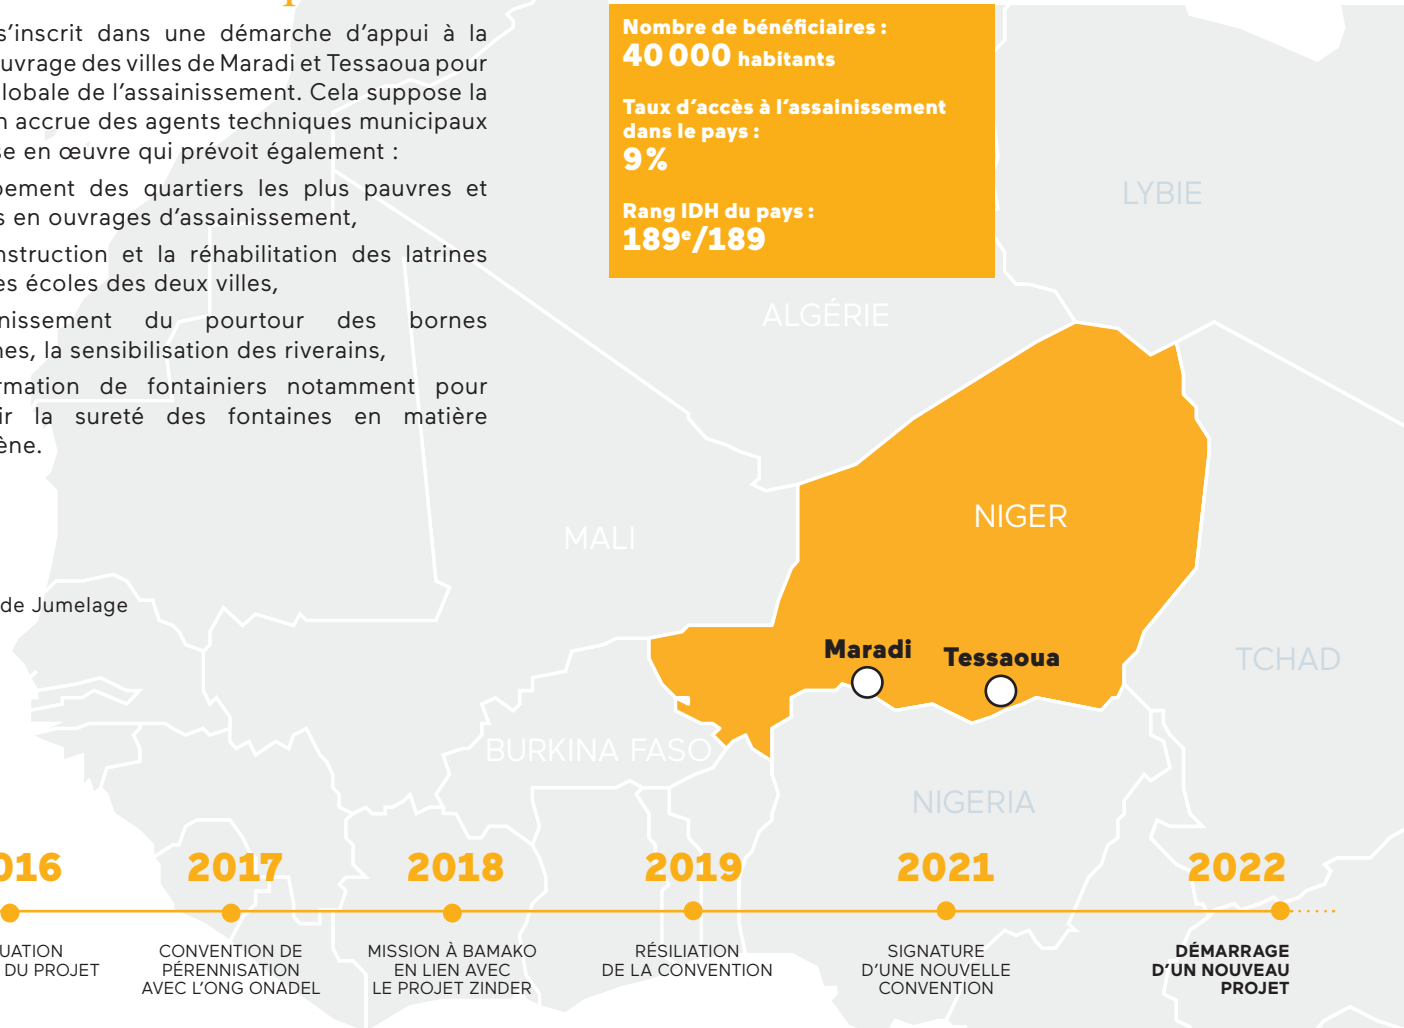 s’inscrit dans une démarche d’appui à la
uvrage des villes de Maradi et Tessaoua pour
lobale de l’assainissement. Cela suppose la
n accrue des agents techniques municipaux
se en œuvre qui prévoit également :
pement des quartiers les plus pauvres et
s en ouvrages d’assainissement,
nstruction et la réhabilitation des latrines
es écoles des deux villes,
nissement du pourtour des bornes
nes, la sensibilisation des riverains,
rmation de fontainiers notamment pour
ir la sureté des fontaines en matière
ène.
de Jumelage
Nombre de bénéficiaires :
40 000 habitants
Taux d’accès à l’assainissement
dans le pays :
9 %
Rang IDH du pays :
189e/189
LYBIE
ALGÉRIE
NIGER
MALI
Maradi
Tessaoua
TCHAD
BURKINA FASO
NIGERIA
016
UATION
DU PROJET
2017
CONVENTION DE
PÉRENNISATION
AVEC L’ONG ONADEL
2018
MISSION À BAMAKO
EN LIEN AVEC
LE PROJET ZINDER
2019
RÉSILIATION
DE LA CONVENTION
2021
SIGNATURE
D’UNE NOUVELLE
CONVENTION
2022
DÉMARRAGE
D’UN NOUVEAU
PROJET